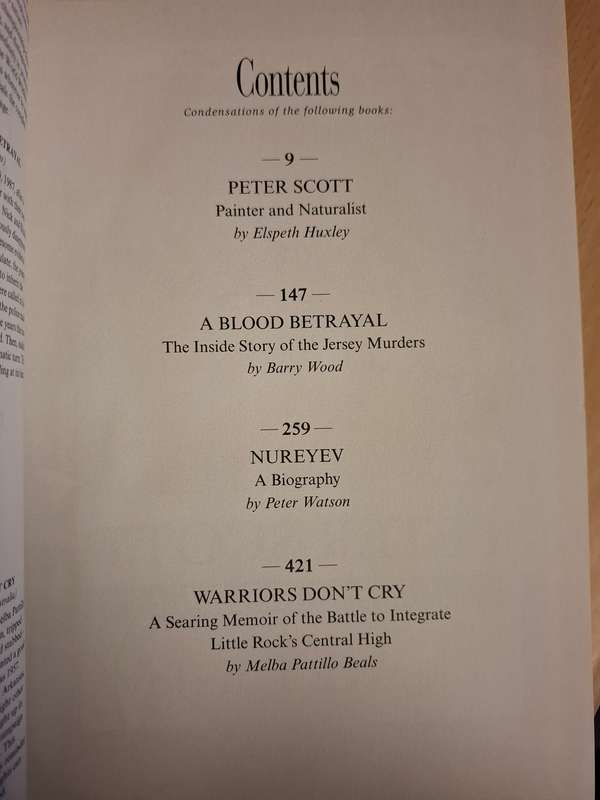 Contents
Condensations of the following books:
— 9 —
PETER SCOTT
Painter and Naturalist
by Elspeth Huxley
— 147 —
A BLOOD BETRAYAL
The Inside Story of the Jersey Murders
by Barry Wood
— 259 —
NUREYEV
A Biography
by Peter Watson
— 421 —
WARRIORS DON'T CRY
A Searing Memoir of the Battle to Integrate
Little Rock's Central High
by Melba Pattillo Beals